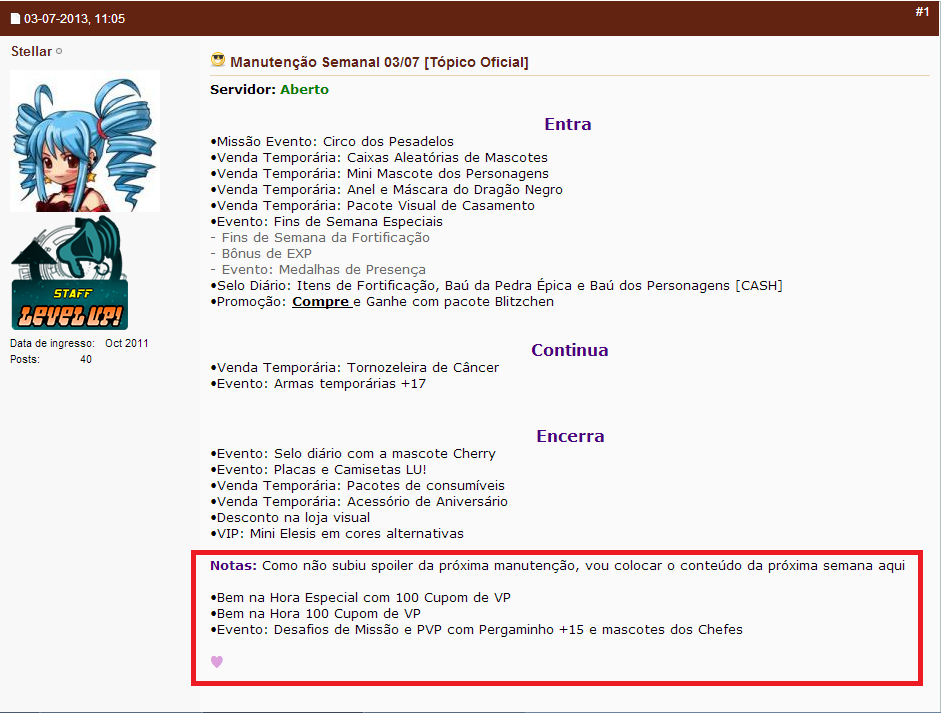 03-07-2013, 11:05
#1
Stellar
STAFF
LEVEL UP!
Data de ingresso: Oct 2011
Posts: 40
Manutenção Semanal 03/07 [Tópico Oficial]
Servidor: Aberto
Entra
•Missão Evento: Circo dos Pesadelos
•Venda Temporária: Caixas Aleatórias de Mascotes
•Venda Temporária: Mini Mascote dos Personagens
•Venda Temporária: Anel e Máscara do Dragão Negro
•Venda Temporária: Pacote Visual de Casamento
•Evento: Fins de Semana Especiais
- Fins de Semana da Fortificação
- Bônus de EXP
- Evento: Medalhas de Presença
•Selo Diário: Itens de Fortificação, Baú da Pedra Épica e Baú dos Personagens [CASH]
•Promoção: Compre e Ganhe com pacote Blitzchen
Continua
•Venda Temporária: Tornozeleira de Câncer
•Evento: Armas temporárias +17
Encerra
•Evento: Selo diário com a mascote Cherry
•Evento: Placas e Camisetas LU!
•Venda Temporária: Pacotes de consumíveis
•Venda Temporária: Acessório de Aniversário
•Desconto na loja visual
•VIP: Mini Elesis em cores alternativas
Notas: Como não subiu spoiler da próxima manutenção, vou colocar o conteúdo da próxima semana aqui
•Bem na Hora Especial com 100 Cupom de VP
•Bem na Hora 100 Cupom de VP
•Evento: Desafios de Missão e PVP com Pergaminho +15 e mascotes dos Chefes